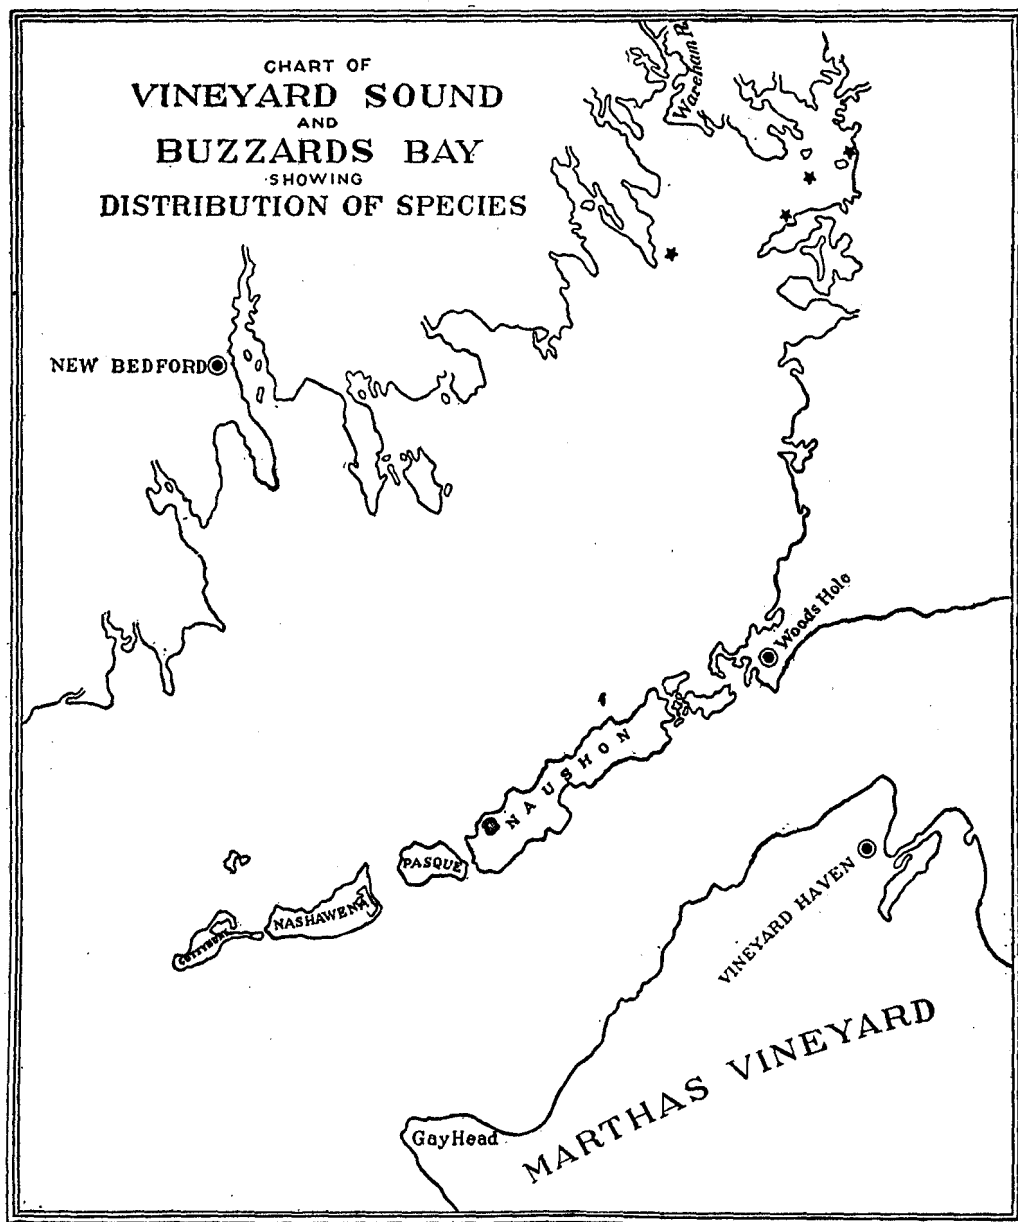 CHART OF
VINEYARD SOUND
AND
BUZZARDS BAY
SHOWING
DISTRIBUTION OF SPECIES
Wareham R.
NEW BEDFORD
Woods Hole
NAUSHON
PASQUE
NASHAWENA
CUTTYHUNK
VINEYARD HAVEN
MARTHAS VINEYARD
Gay Head